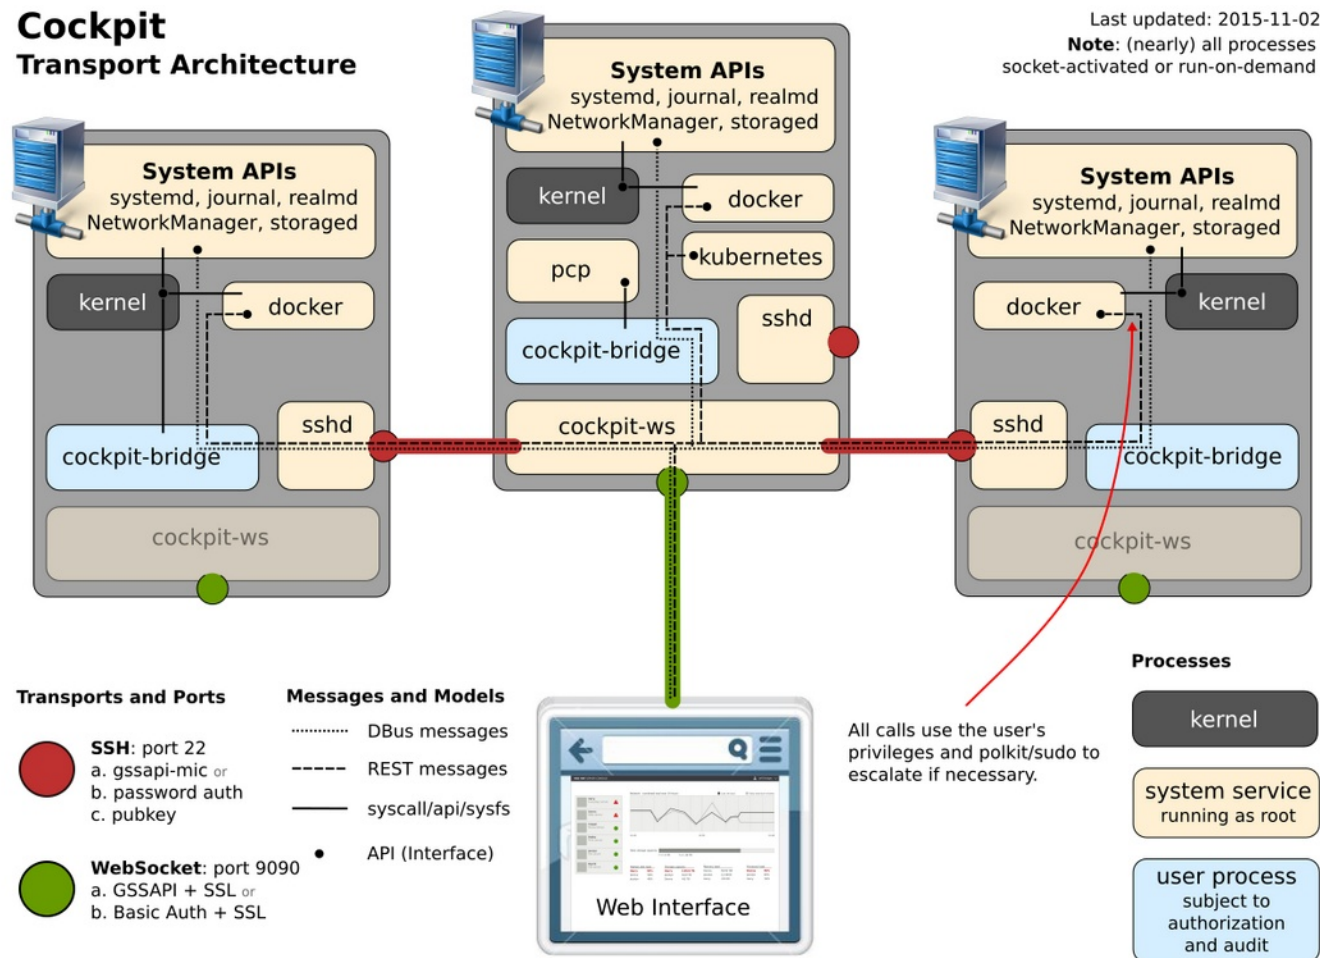 Cockpit
Transport Architecture
Last updated: 2015-11-02
Note: (nearly) all processes
socket-activated or run-on-demand
System APIs
systemd, journal, realmd
NetworkManager, storaged
kernel
docker
cockpit-bridge
sshd
cockpit-ws
System APIs
systemd, journal, realmd
NetworkManager, storaged
kernel
docker
pcp
kubernetes
sshd
cockpit-bridge
cockpit-ws
System APIs
systemd, journal, realmd
NetworkManager, storaged
docker
kernel
sshd
cockpit-bridge
cockpit-ws
Transports and Ports
SSH: port 22
a. gssapi-mic or
b. password auth
c. pubkey
WebSocket: port 9090
a. GSSAPI + SSL or
b. Basic Auth + SSL
Messages and Models
DBus messages
REST messages
syscall/api/sysfs
API (Interface)
Web Interface
All calls use the user's
privileges and polkit/sudo to
escalate if necessary.
Processes
kernel
system service
running as root
user process
subject to
authorization
and audit